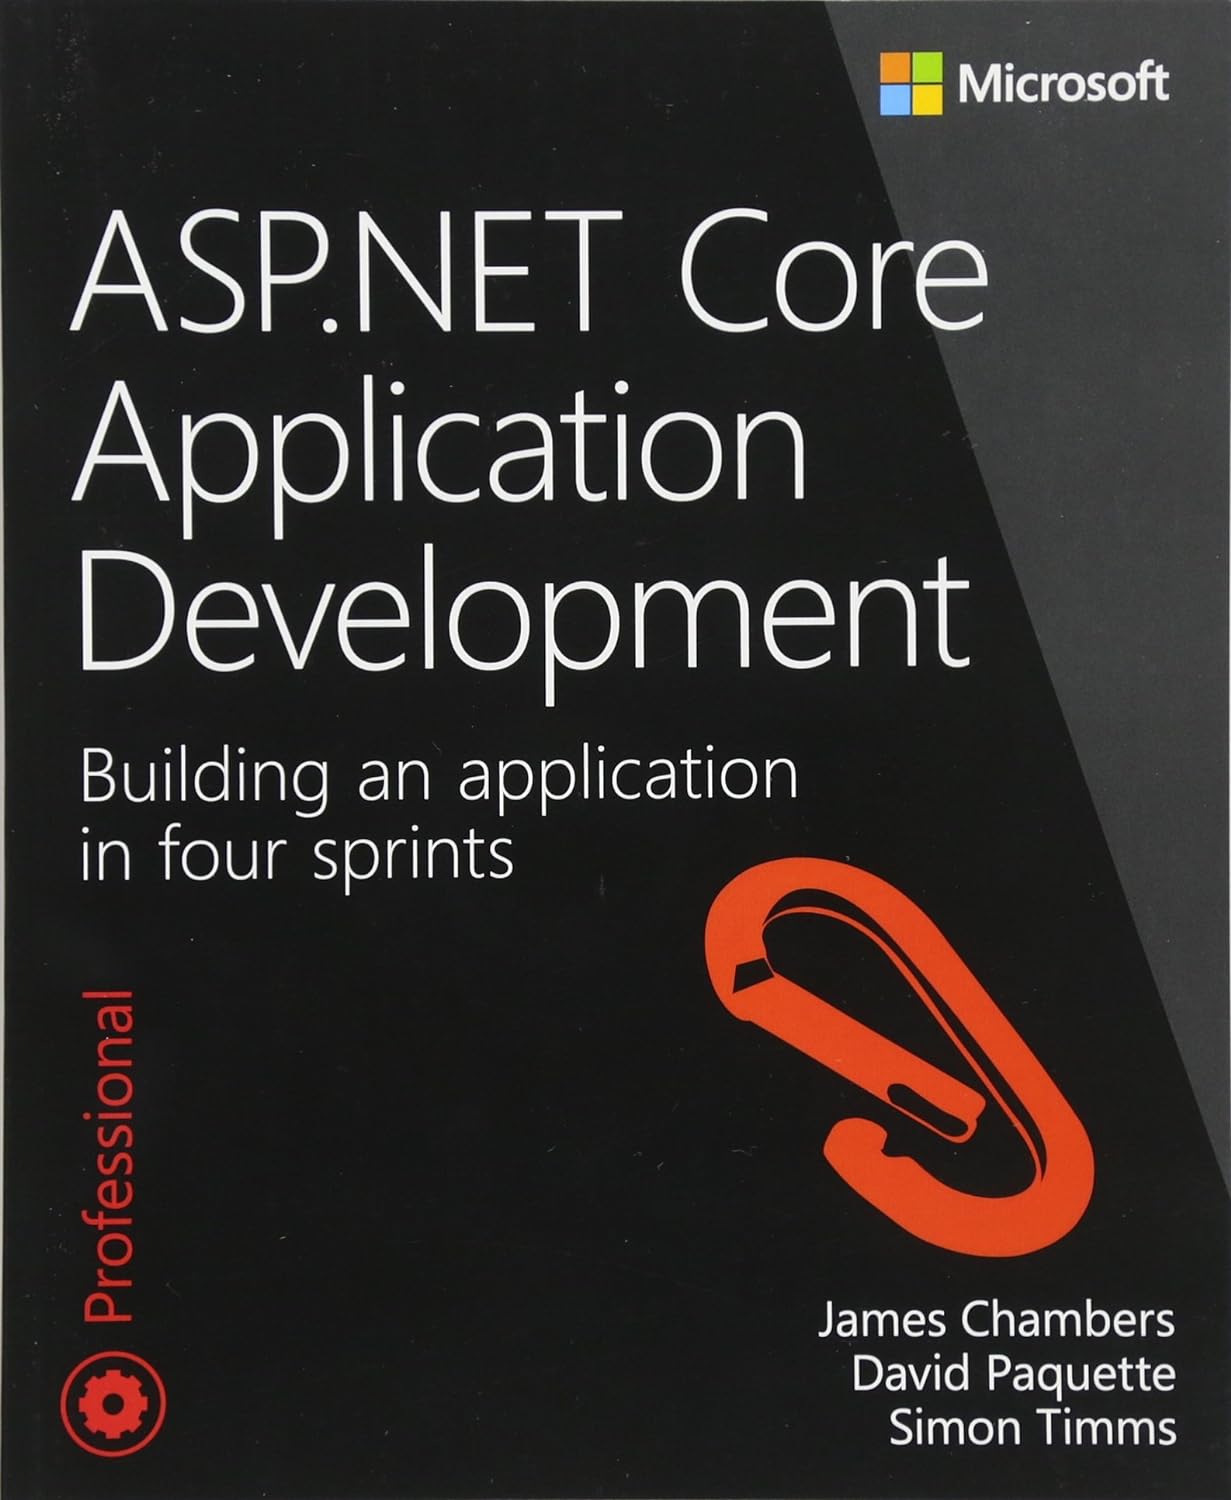 Microsoft
ASP.NET Core
Application
Development
Building an application
in four sprints
Professional
James Chambers
David Paquette
Simon Timms